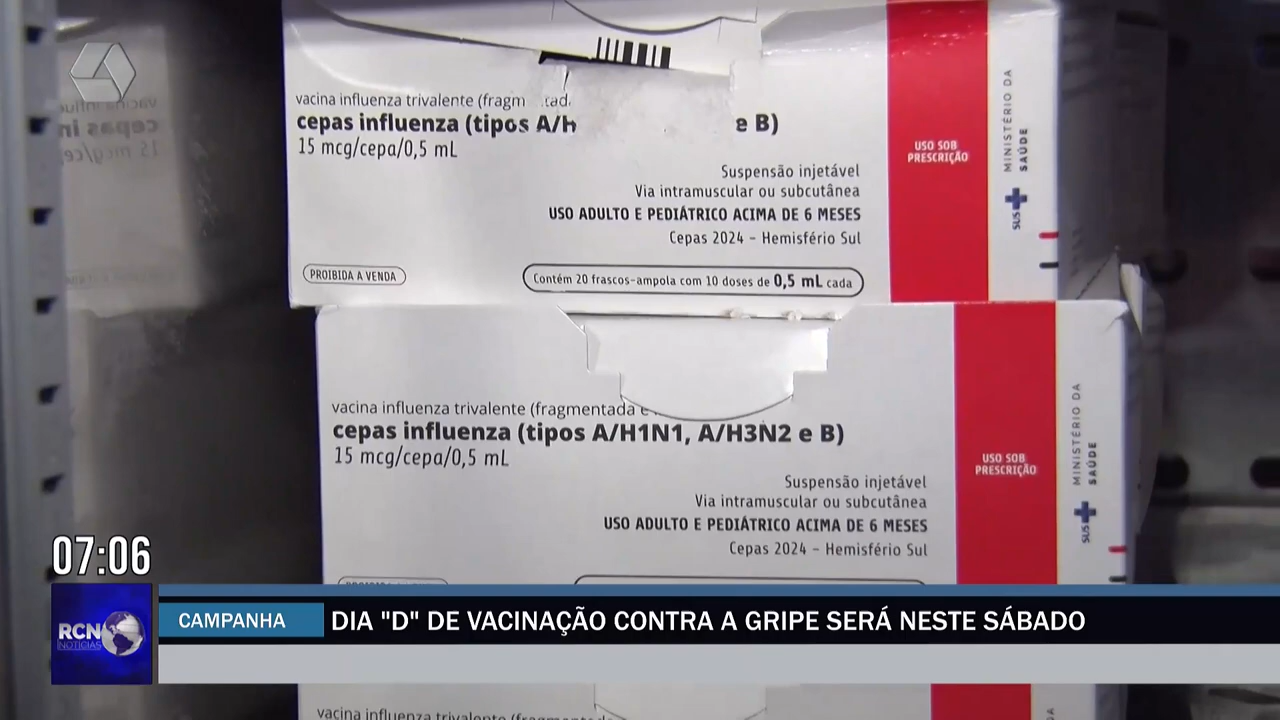 vacina influenza trivalente (fragm
cepas influenza (tipos A/H e B)
15 mcg/cepa/0,5 mL
Suspensão injetável
Via intramuscular ou subcutânea
USO ADULTO E PEDIÁTRICO ACIMA DE 6 MESES
Cepas 2024 - Hemisfério Sul
PROIBIDA A VENDA
Contém 20 frascos-ampola com 10 doses de 0,5 mL cada
USO SOB
PRESCRIÇÃO
SUS
MINISTÉRIO DA
SAÚDE
vacina influenza trivalente (fragmentada e
cepas influenza (tipos A/H1N1, A/H3N2 e B)
15 mcg/cepa/0,5 mL
Suspensão injetável
Via intramuscular ou subcutânea
USO ADULTO E PEDIÁTRICO ACIMA DE 6 MESES
Cepas 2024 - Hemisfério Sul
USO SOB
PRESCRIÇÃO
SUS
MINISTÉRIO DA
SAÚDE
07:06
RCN
NOTÍCIAS
CAMPANHA
DIA "D" DE VACINAÇÃO CONTRA A GRIPE SERÁ NESTE SÁBADO
vacina influenza trivalente